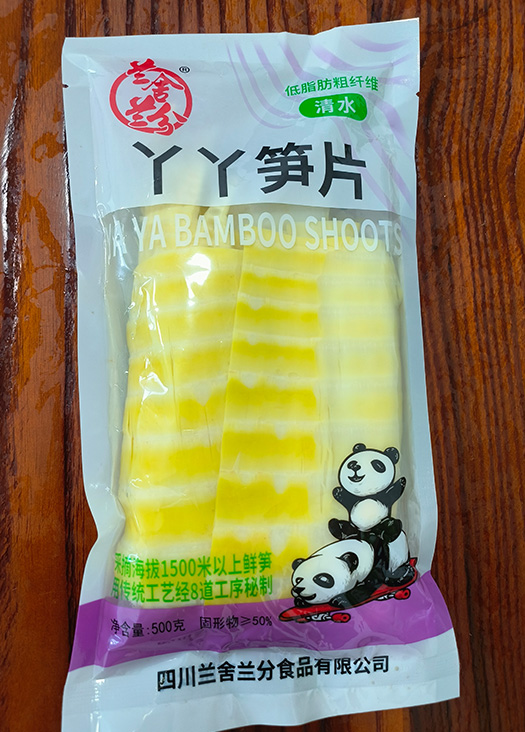 兰舍
兰分
®
低脂肪粗纤维
清水
丫丫笋片
YA YA BAMBOO SHOOTS
采摘海拔1500米以上鲜笋
用传统工艺经8道工序秘制
净含量:500克 固形物≥50%
四川兰舍兰分食品有限公司